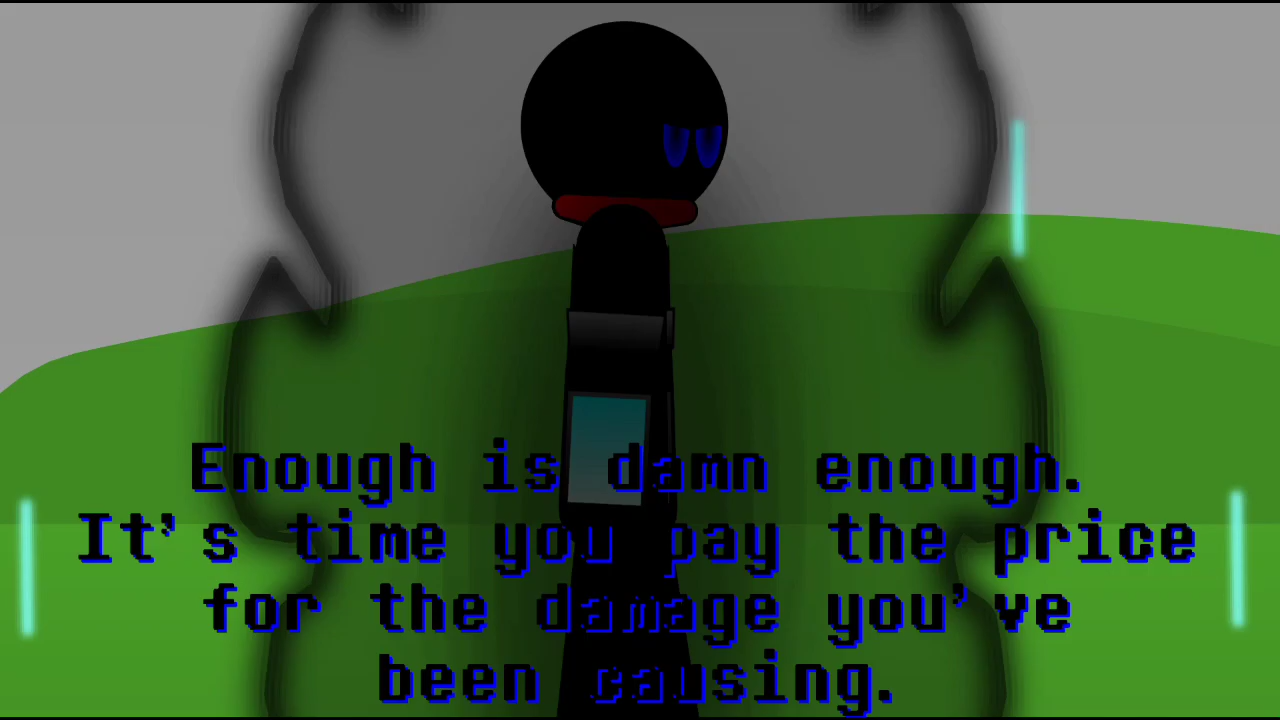 Enough is damn enough.
It's time you pay the price
for the damage you've
been causing.